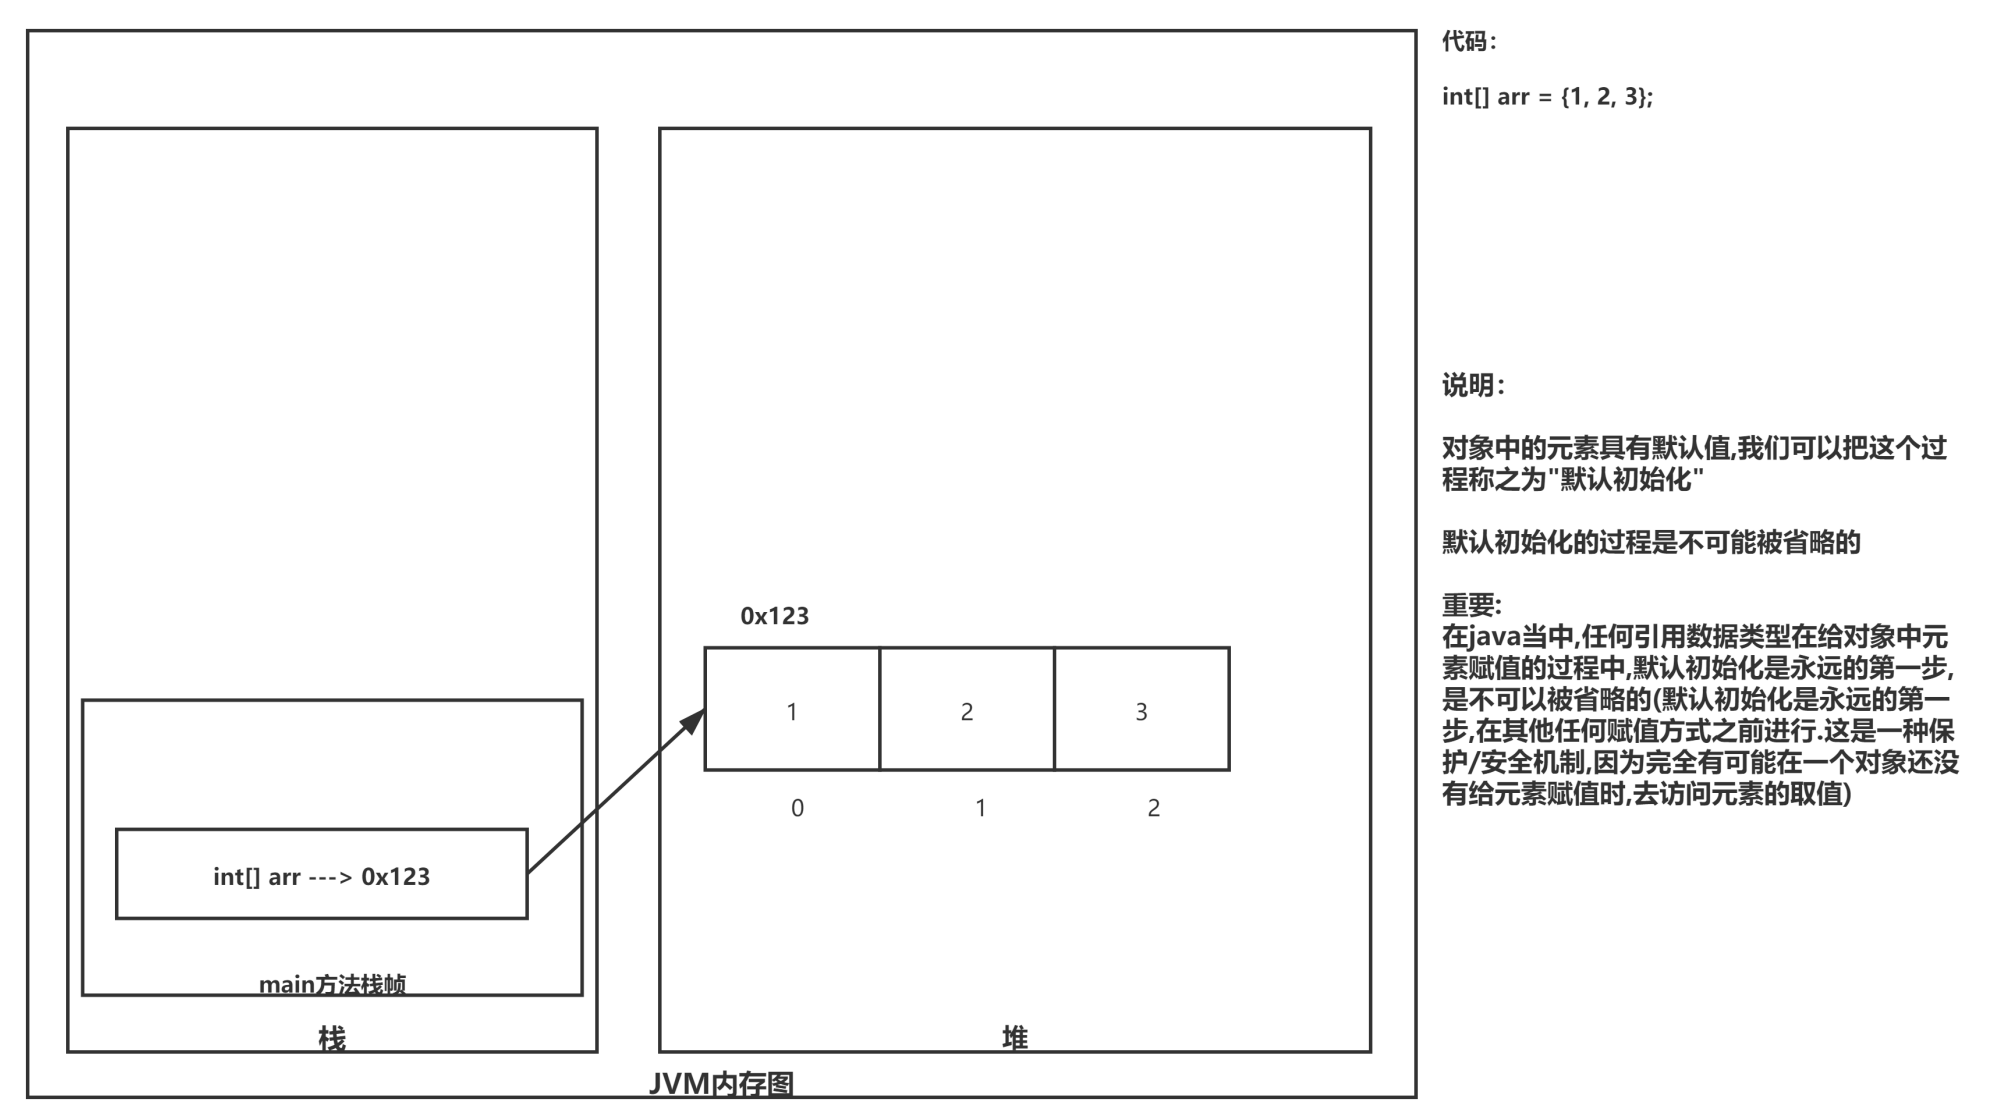 代码：
int[] arr = {1, 2, 3};
说明：
对象中的元素具有默认值,我们可以把这个过
程称之为"默认初始化"
默认初始化的过程是不可能被省略的
重要:
在java当中,任何引用数据类型在给对象中元
素赋值的过程中,默认初始化是永远的第一步,
是不可以被省略的(默认初始化是永远的第一
步,在其他任何赋值方式之前进行.这是一种保
护/安全机制,因为完全有可能在一个对象还没
有给元素赋值时,去访问元素的取值)
0x123
1 2 3
0 1 2
int[] arr ---> 0x123
main方法栈帧
栈
堆
JVM内存图